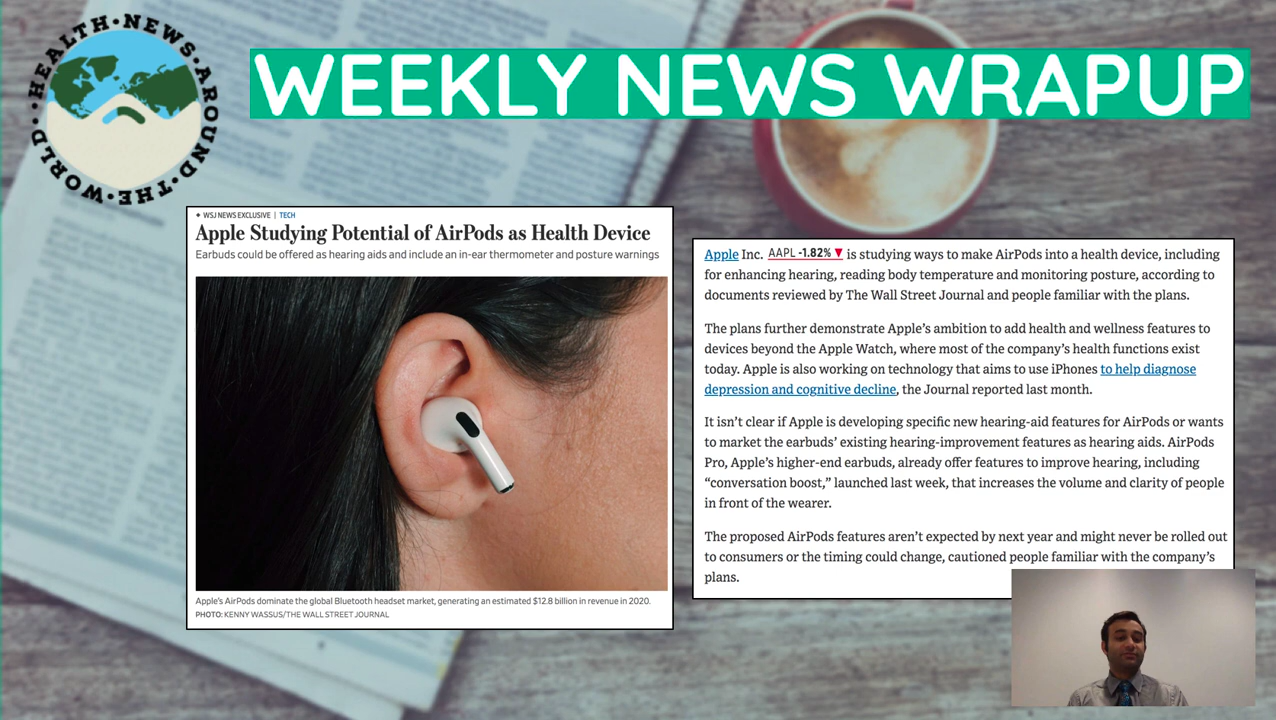 HEALTH•NEWS•AROUND•THE•WORLD•
WEEKLY NEWS WRAPUP
◆ WSJ NEWS EXCLUSIVE | TECH
Apple Studying Potential of AirPods as Health Device
Earbuds could be offered as hearing aids and include an in-ear thermometer and posture warnings
Apple's AirPods dominate the global Bluetooth headset market, generating an estimated $12.8 billion in revenue in 2020.
PHOTO: KENNY WASSUS/THE WALL STREET JOURNAL
Apple Inc. AAPL -1.82% ▼ is studying ways to make AirPods into a health device, including
for enhancing hearing, reading body temperature and monitoring posture, according to
documents reviewed by The Wall Street Journal and people familiar with the plans.
The plans further demonstrate Apple's ambition to add health and wellness features to
devices beyond the Apple Watch, where most of the company's health functions exist
today. Apple is also working on technology that aims to use iPhones to help diagnose
depression and cognitive decline, the Journal reported last month.
It isn't clear if Apple is developing specific new hearing-aid features for AirPods or wants
to market the earbuds' existing hearing-improvement features as hearing aids. AirPods
Pro, Apple's higher-end earbuds, already offer features to improve hearing, including
"conversation boost," launched last week, that increases the volume and clarity of people
in front of the wearer.
The proposed AirPods features aren't expected by next year and might never be rolled out
to consumers or the timing could change, cautioned people familiar with the company's
plans.